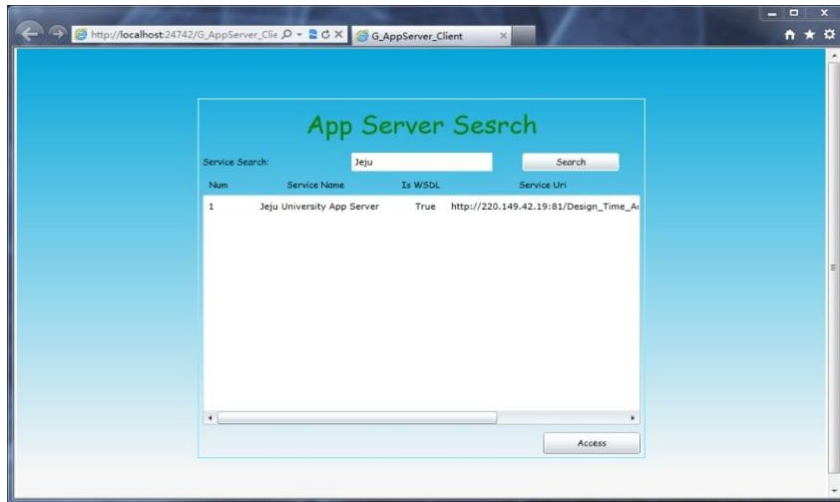 http://localhost:24742/G_AppServer_Clie
G_AppServer_Client
App Server Sesrch
Service Search: Jeju Search
Num Service Name Is WSDL Service Uri
1 Jeju University App Server True http://220.149.42.19:81/Design_Time_A
Access